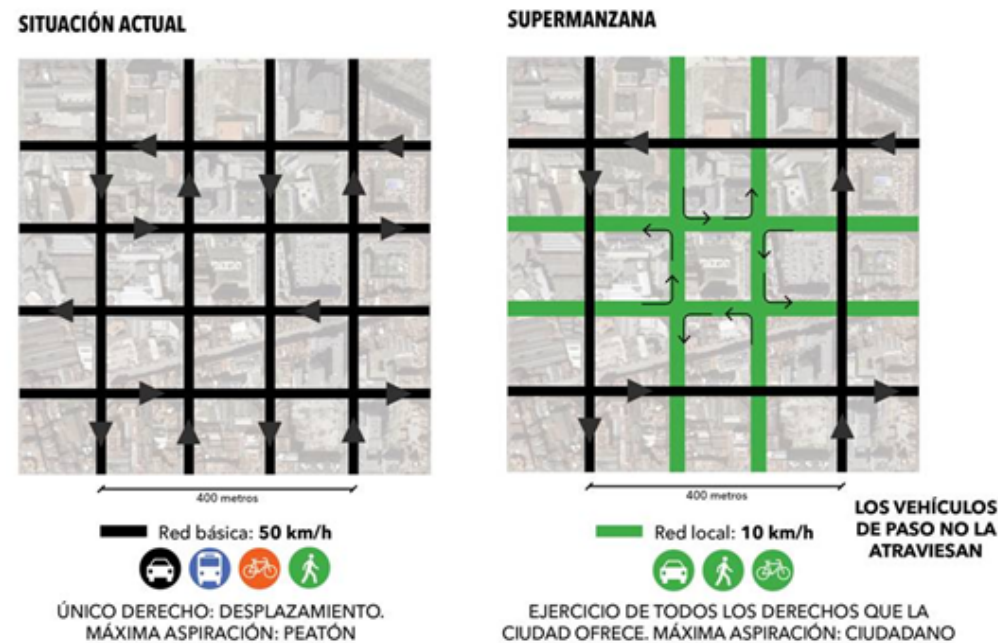 SITUACIÓN ACTUAL
400 metros
Red básica: 50 km/h
ÚNICO DERECHO: DESPLAZAMIENTO.
MÁXIMA ASPIRACIÓN: PEATÓN
SUPERMANZANA
400 metros
Red local: 10 km/h
LOS VEHÍCULOS
DE PASO NO LA
ATRAVIESAN
EJERCICIO DE TODOS LOS DERECHOS QUE LA
CIUDAD OFRECE. MÁXIMA ASPIRACIÓN: CIUDADANO